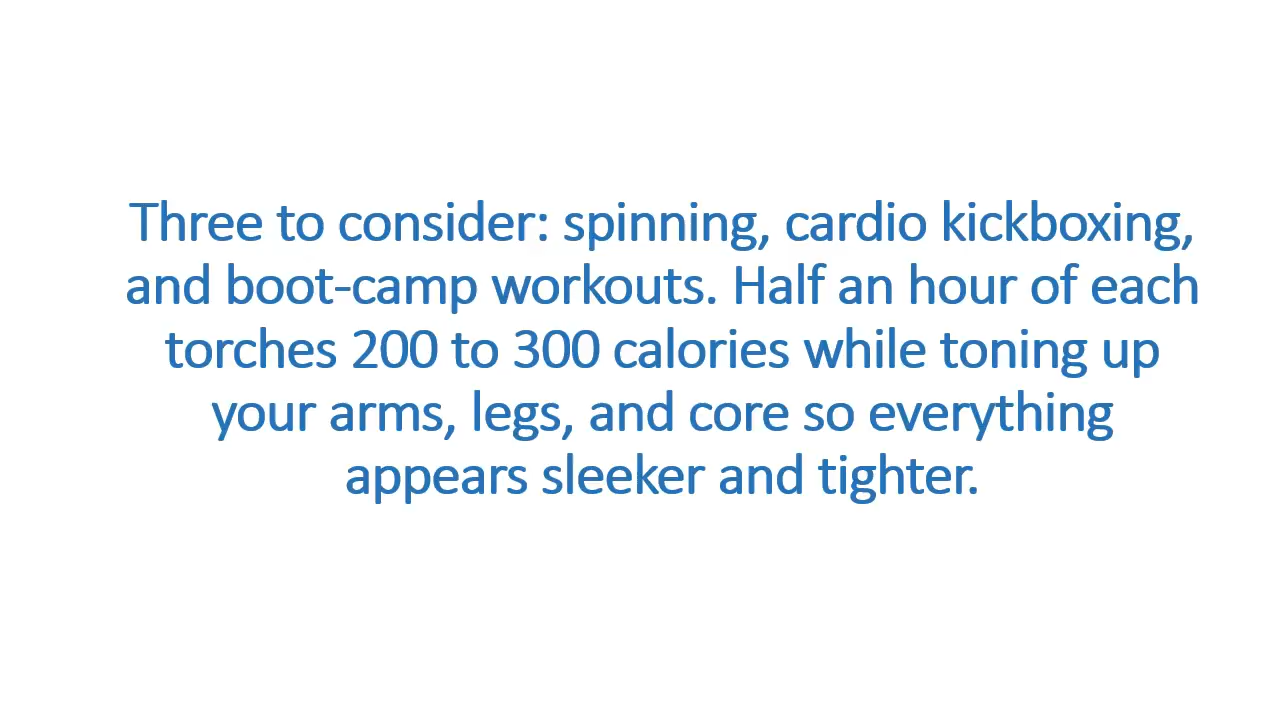 Three to consider: spinning, cardio kickboxing,
and boot-camp workouts. Half an hour of each
torches 200 to 300 calories while toning up
your arms, legs, and core so everything
appears sleeker and tighter.